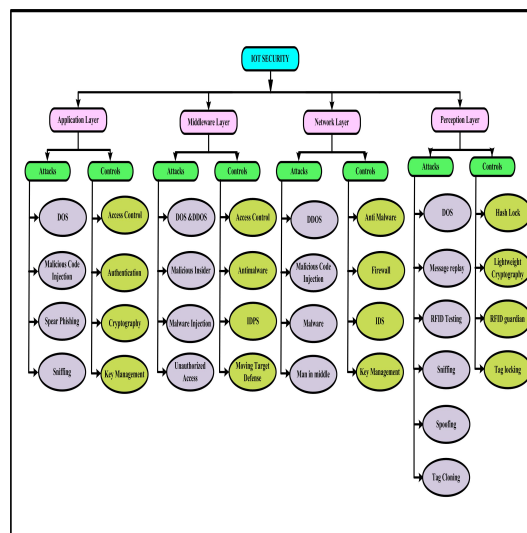 IOT SECURITY
Application Layer
Middleware Layer
Network Layer
Perception Layer
Attacks
Controls
Attacks
Controls
Attacks
Controls
Attacks
Controls
DOS
Malicious Code
Injection
Spear Phishing
Sniffing
Access Control
Authentication
Cryptography
Key Management
DOS &DDOS
Malicious Insider
Malware Injection
Unauthorized
Access
Access Control
Antimalware
IDPS
Moving Target
Defense
DDOS
Malicious Code
Injection
Malware
Man in middle
Anti Malware
Firewall
IDS
Key Management
DOS
Message replay
RFID Testing
Sniffing
Spoofing
Tag Cloning
Hash Lock
Lightweight
Cryptography
RFID guardian
Tag locking